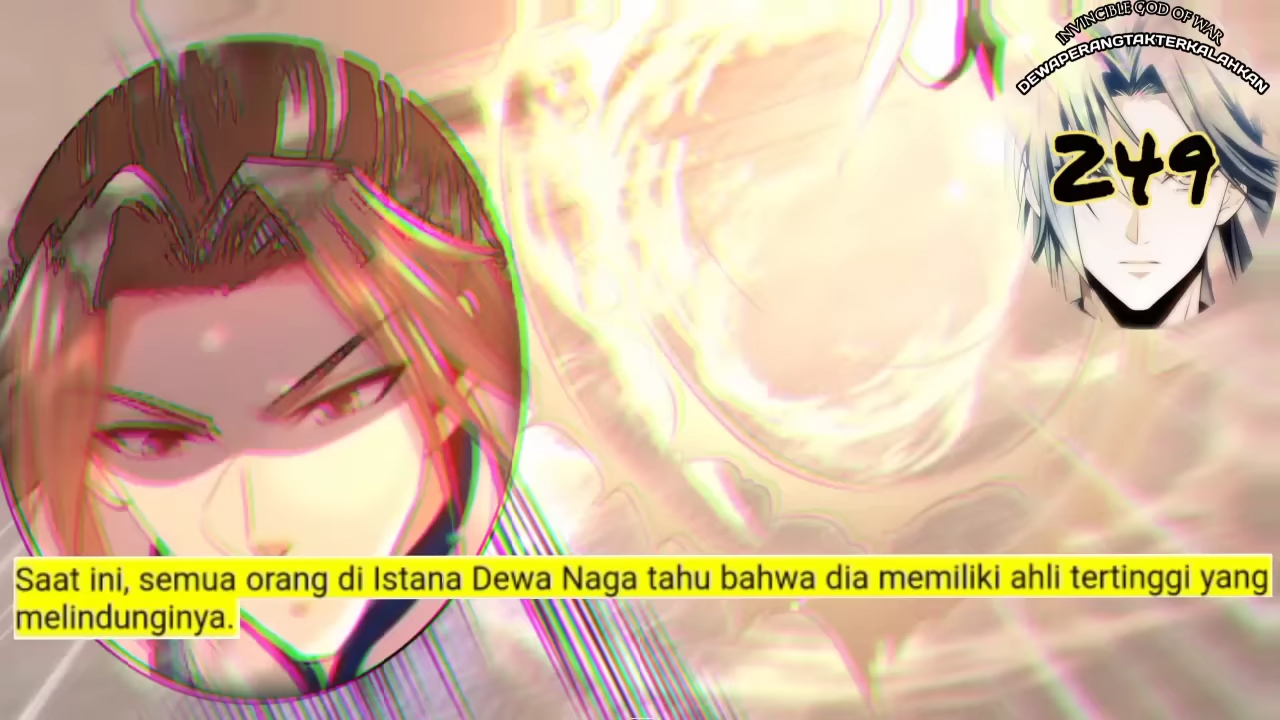 INVINCIBLE GOD OF WAR
DEWAPERANGTAKTERKALAHKAN
249
Saat ini, semua orang di Istana Dewa Naga tahu bahwa dia memiliki ahli tertinggi yang
melindunginya.